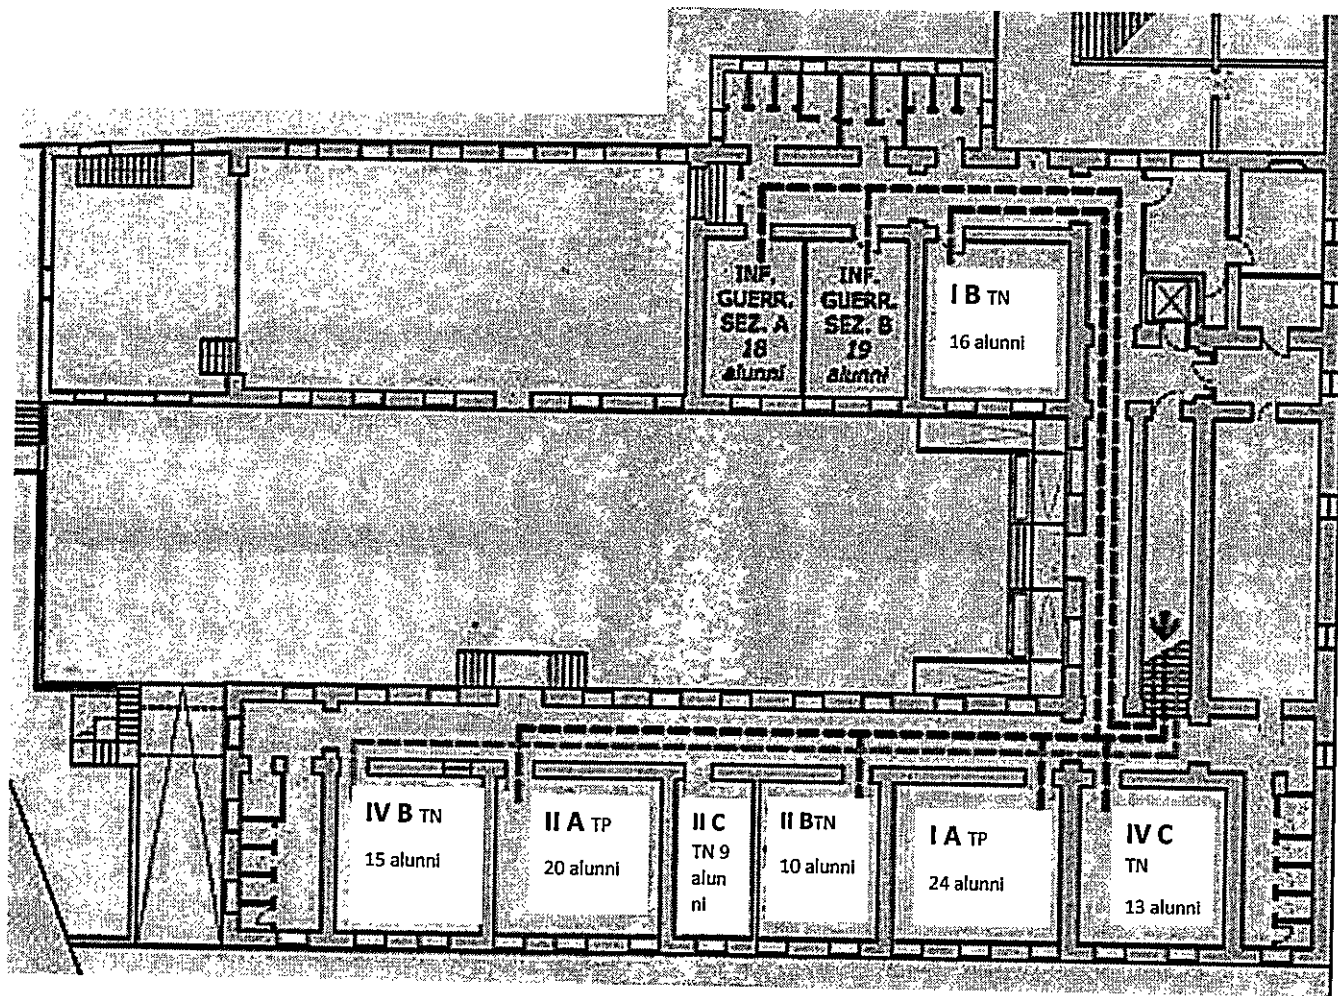 INF.
GUERR.
SEZ. A
18
alunni
INF.
GUERR.
SEZ. B
19
alunni
I B TN
16 alunni
IV B TN
15 alunni
II A TP
20 alunni
II C
TN 9
alun
ni
II BTN
10 alunni
I A TP
24 alunni
IV C
TN
13 alunni